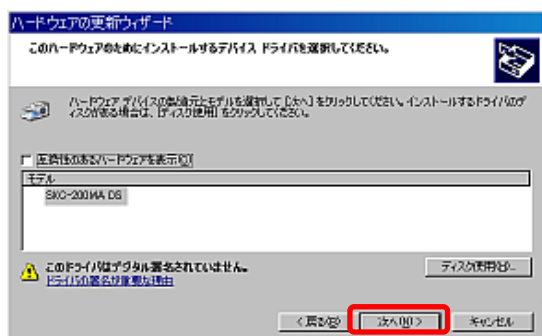 ハードウェアの更新ウィザード
このハードウェアのためにインストールするデバイス ドライバを選択してください。
ハードウェア デバイスの製造元とモデルを選択して [次へ] をクリックしてください。インストールするドライバのデ
ィスクがある場合は、[ディスク使用] をクリックしてください。
互換性のあるハードウェアを表示(C)
モデル
SKC-200MA DS
このドライバはデジタル署名されていません。
ドライバの署名が重要な理由
ディスク使用(H)...
< 戻る(B)
次へ(N) >
キャンセル